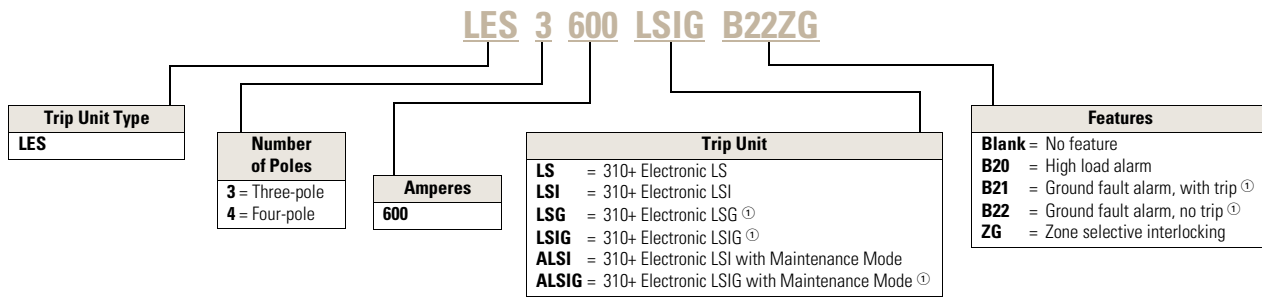 LES 3 600 LSIG B22ZG
Trip Unit Type
LES
Number
of Poles
3 = Three-pole
4 = Four-pole
Amperes
600
Trip Unit
LS = 310+ Electronic LS
LSI = 310+ Electronic LSI
LSG = 310+ Electronic LSG ①
LSIG = 310+ Electronic LSIG ①
ALSI = 310+ Electronic LSI with Maintenance Mode
ALSIG = 310+ Electronic LSIG with Maintenance Mode ①
Features
Blank = No feature
B20 = High load alarm
B21 = Ground fault alarm, with trip ①
B22 = Ground fault alarm, no trip ①
ZG = Zone selective interlocking